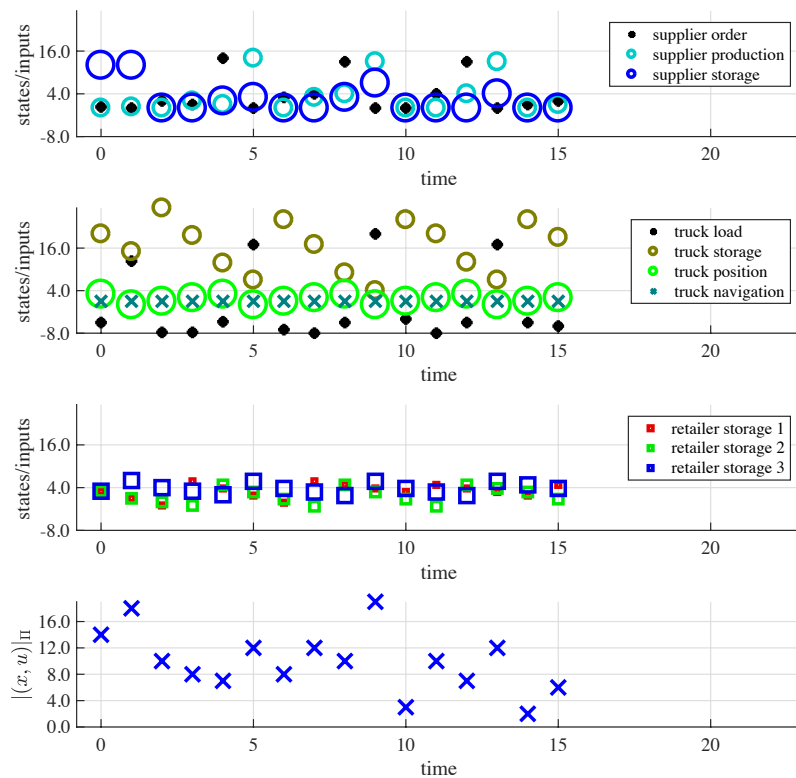 states/inputs
16.0
4.0
-8.0
supplier order
supplier production
supplier storage
0 5 10 15 20
time
states/inputs
16.0
4.0
-8.0
truck load
truck storage
truck position
truck navigation
0 5 10 15 20
time
states/inputs
16.0
4.0
-8.0
retailer storage 1
retailer storage 2
retailer storage 3
0 5 10 15 20
time
|(x, u)|Π
16.0
12.0
8.0
4.0
0.0
0 5 10 15 20
time